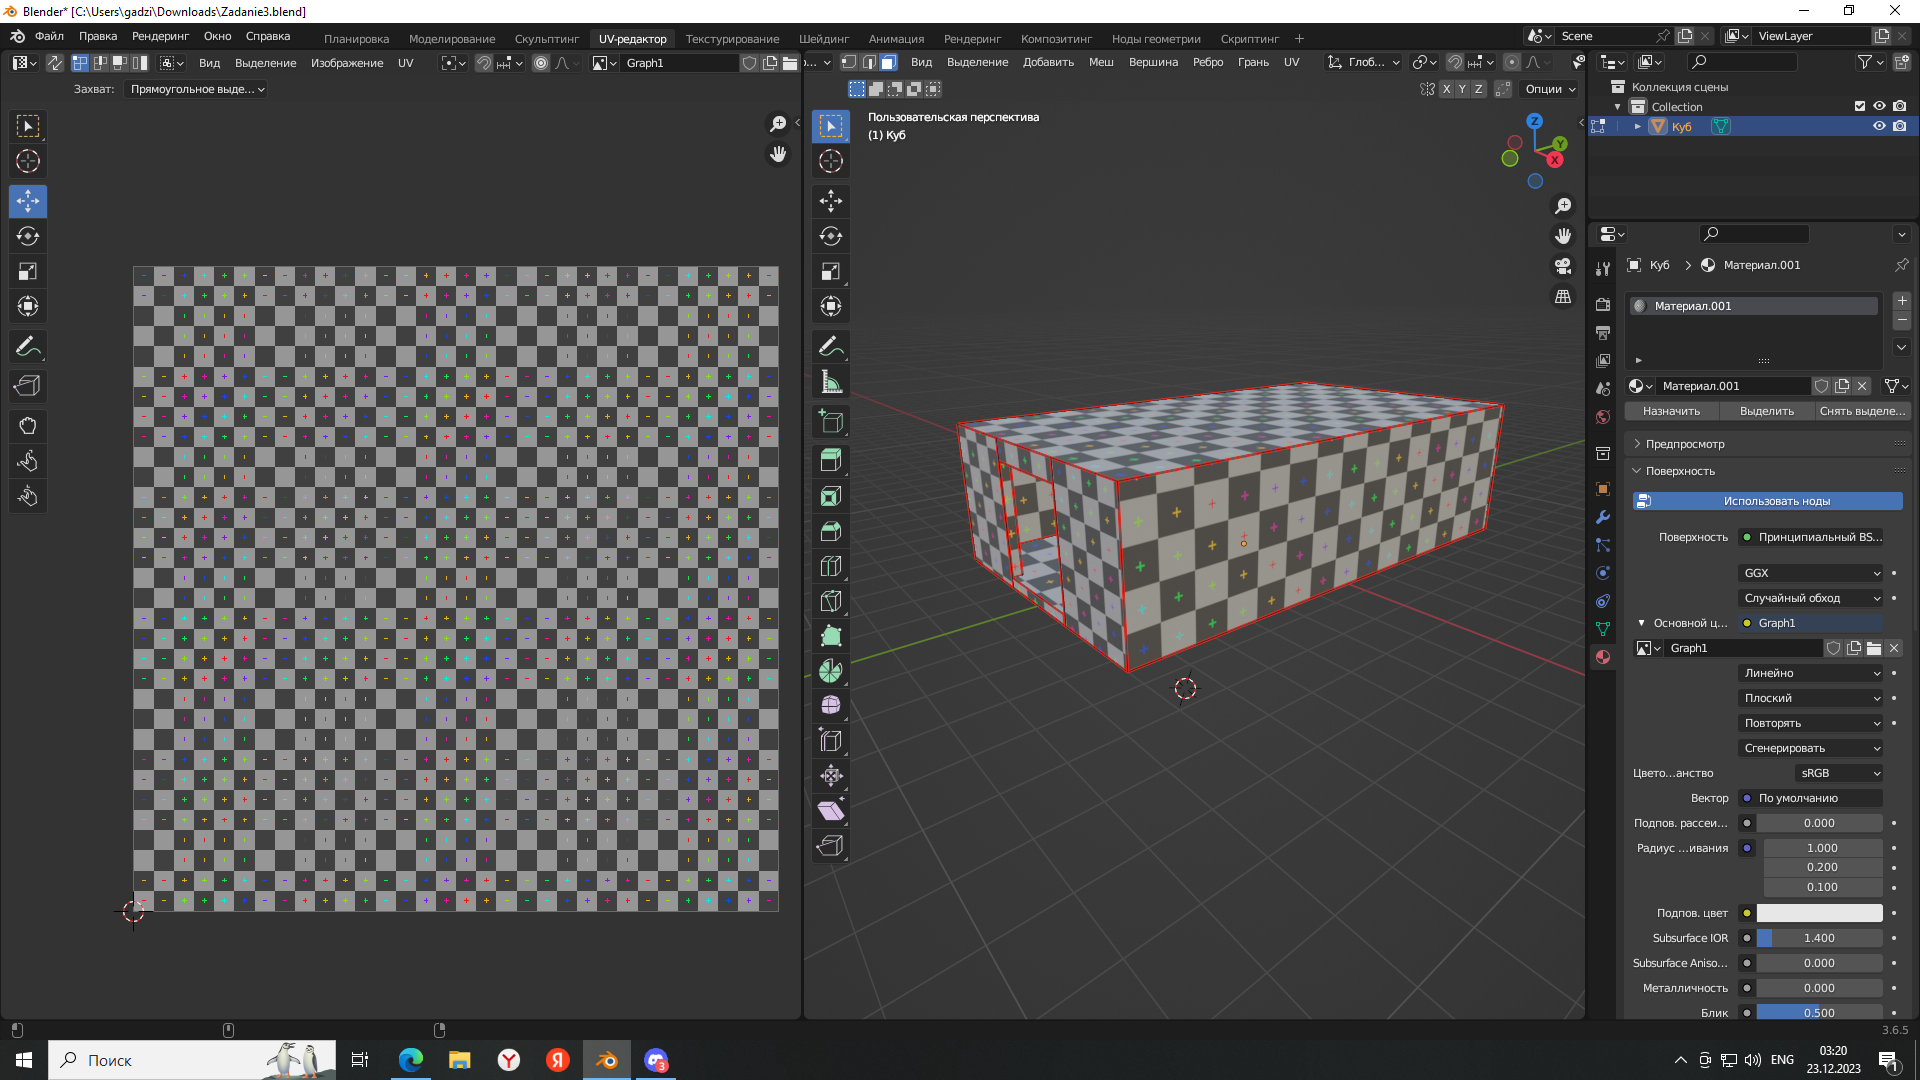 Blender* [C:\Users\gadzi\Downloads\Zadanie3.blend]
Файл Правка Рендеринг Окно Справка Планировка Моделирование Скульптинг UV-редактор Текстурирование Шейдинг Анимация Рендеринг Композитинг Ноды геометрии Скриптинг + Scene ViewLayer
Вид Выделение Изображение UV Graph1
Вид Выделение Добавить Меш Вершина Ребро Грань UV Глоб...
Захват: Прямоугольное выде...
X Y Z Опции
Пользовательская перспектива
(1) Куб
Z
Y
X
Коллекция сцены
Collection
Куб
Куб > Материал.001
Материал.001
Материал.001
Назначить Выделить Снять выделе...
Предпросмотр
Поверхность
Использовать ноды
Поверхность Принципиальный BS...
GGX
Случайный обход
Основной ц... Graph1
Graph1
Линейно
Плоский
Повторять
Сгенерировать
Цвето...анство sRGB
Вектор По умолчанию
Подпов. рассеи... 0.000
Радиус ...ивания 1.000
0.200
0.100
Подпов. цвет
Subsurface IOR 1.400
Subsurface Aniso... 0.000
Металличность 0.000
Блик 0.500
3.6.5
Поиск
3
ENG
03:20
23.12.2023
1